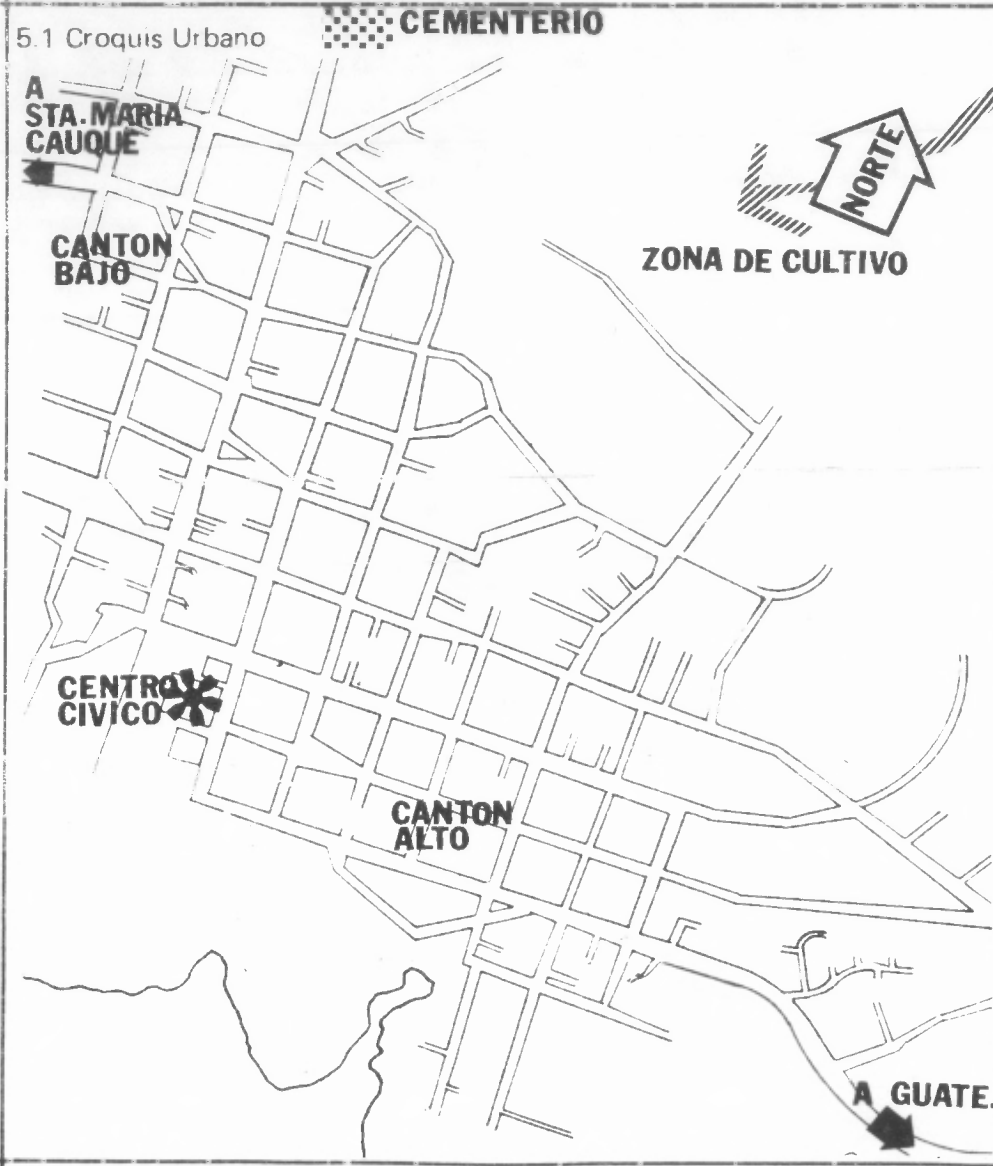 5.1 Croquis Urbano
CEMENTERIO
A
STA. MARIA
CAUQUE
NORTE
CANTON
BAJO
ZONA DE CULTIVO
CENTRO
CIVICO
CANTON
ALTO
A GUATE.